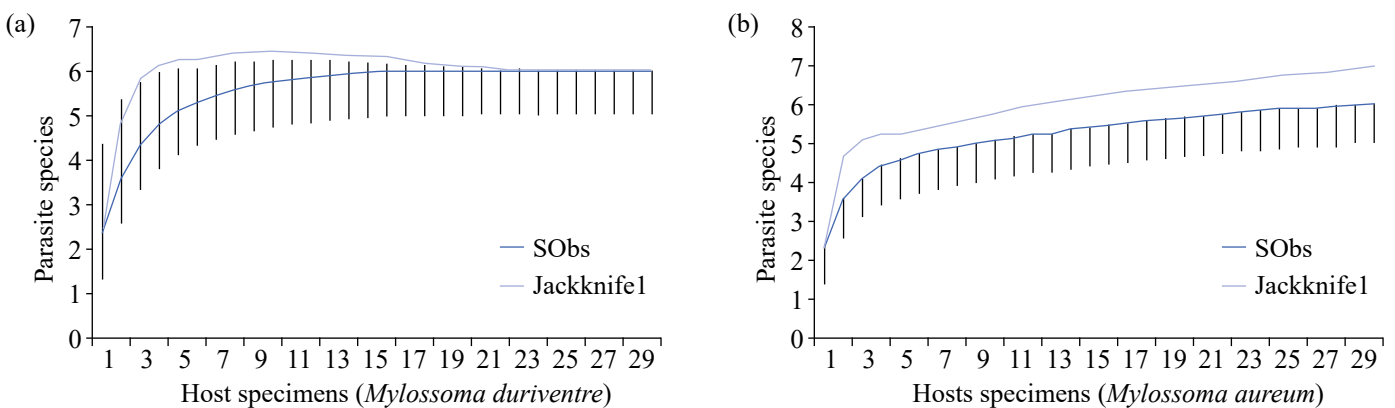 (a)
7
6
5
4
3
2
1
0
Parasite species
SObs
Jackknife1
1 3 5 7 9 11 13 15 17 19 21 23 25 27 29
Host specimens (Mylossoma duriventre)
(b)
8
7
6
5
4
3
2
1
0
Parasite species
SObs
Jackknife1
1 3 5 7 9 11 13 15 17 19 21 23 25 27 29
Hosts specimens (Mylossoma aureum)